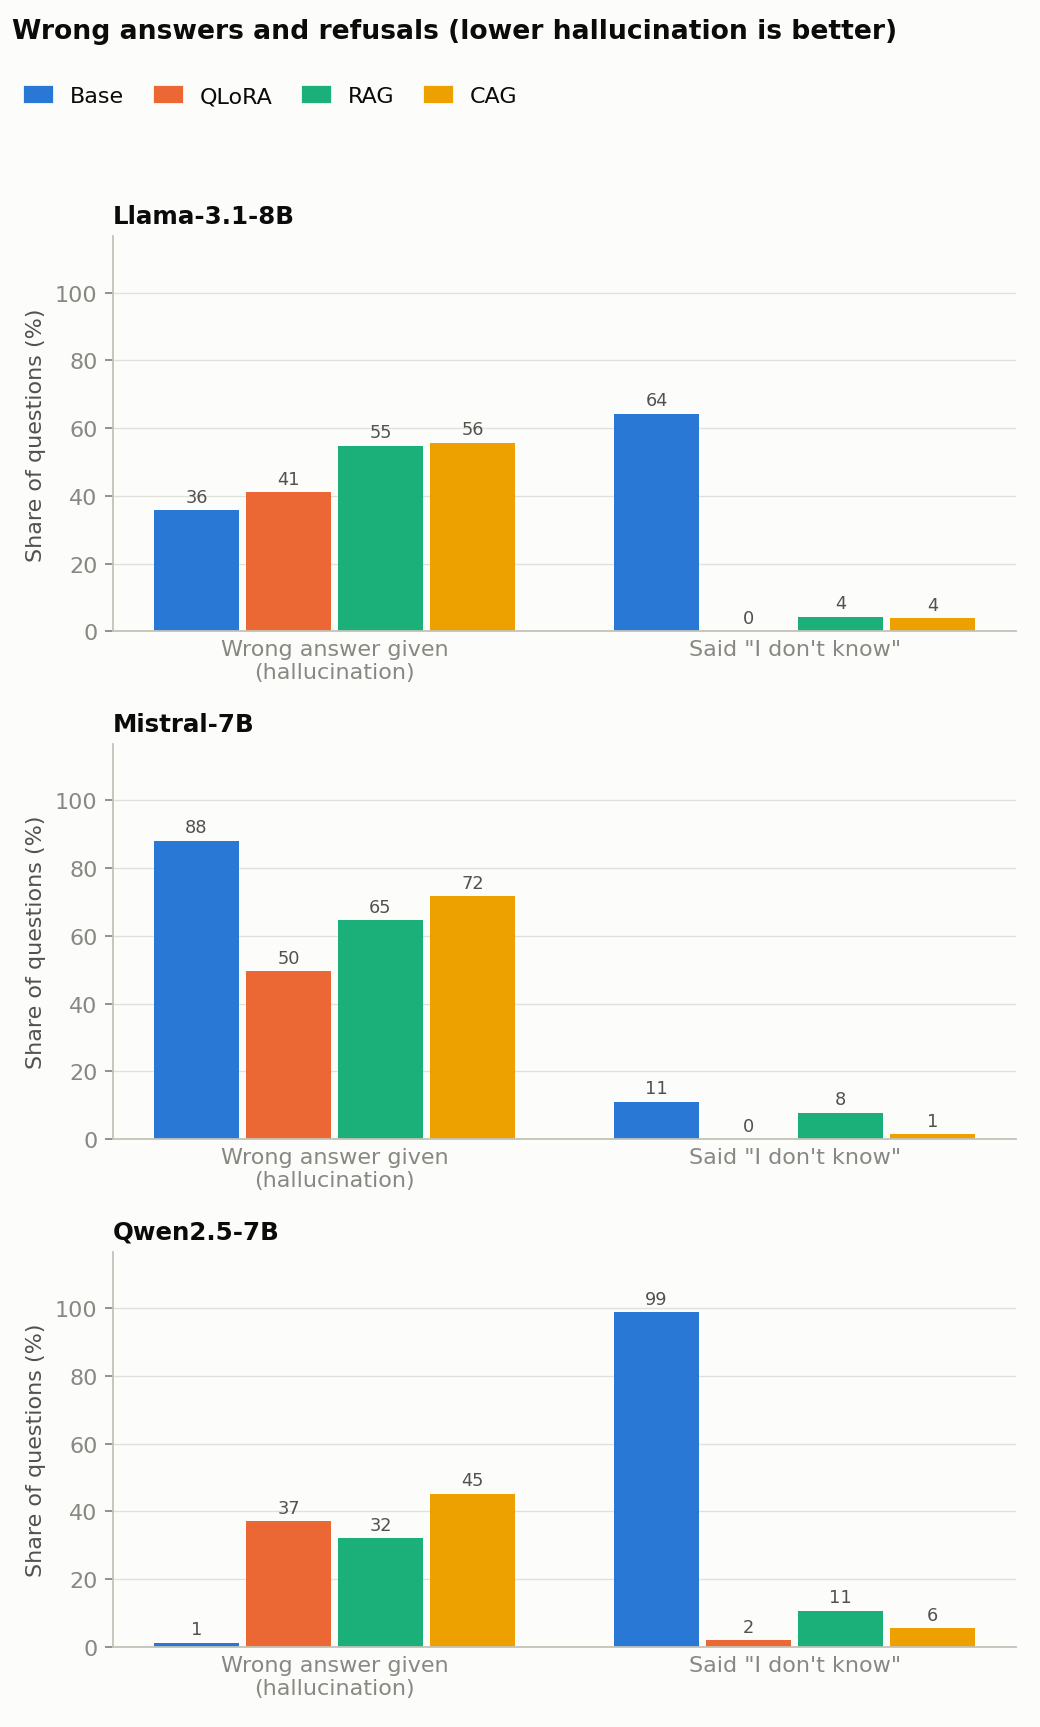 Wrong answers and refusals (lower hallucination is better)
Base QLoRA RAG CAG
Llama-3.1-8B
Share of questions (%)
100
80
60
40
20
0
36 41 55 56 64 0 4 4
Wrong answer given
(hallucination)
Said "I don't know"
Mistral-7B
Share of questions (%)
100
80
60
40
20
0
88 50 65 72 11 0 8 1
Wrong answer given
(hallucination)
Said "I don't know"
Qwen2.5-7B
Share of questions (%)
100
80
60
40
20
0
1 37 32 45 99 2 11 6
Wrong answer given
(hallucination)
Said "I don't know"